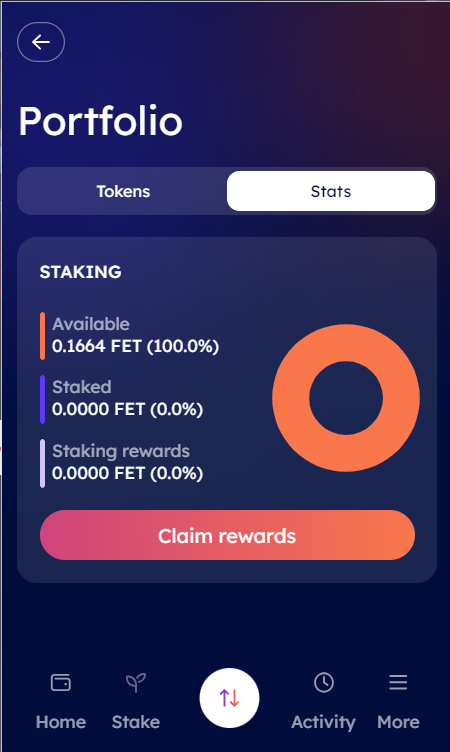 Portfolio
Tokens
Stats
STAKING
Available
0.1664 FET (100.0%)
Staked
0.0000 FET (0.0%)
Staking rewards
0.0000 FET (0.0%)
Claim rewards
Home
Stake
Activity
More